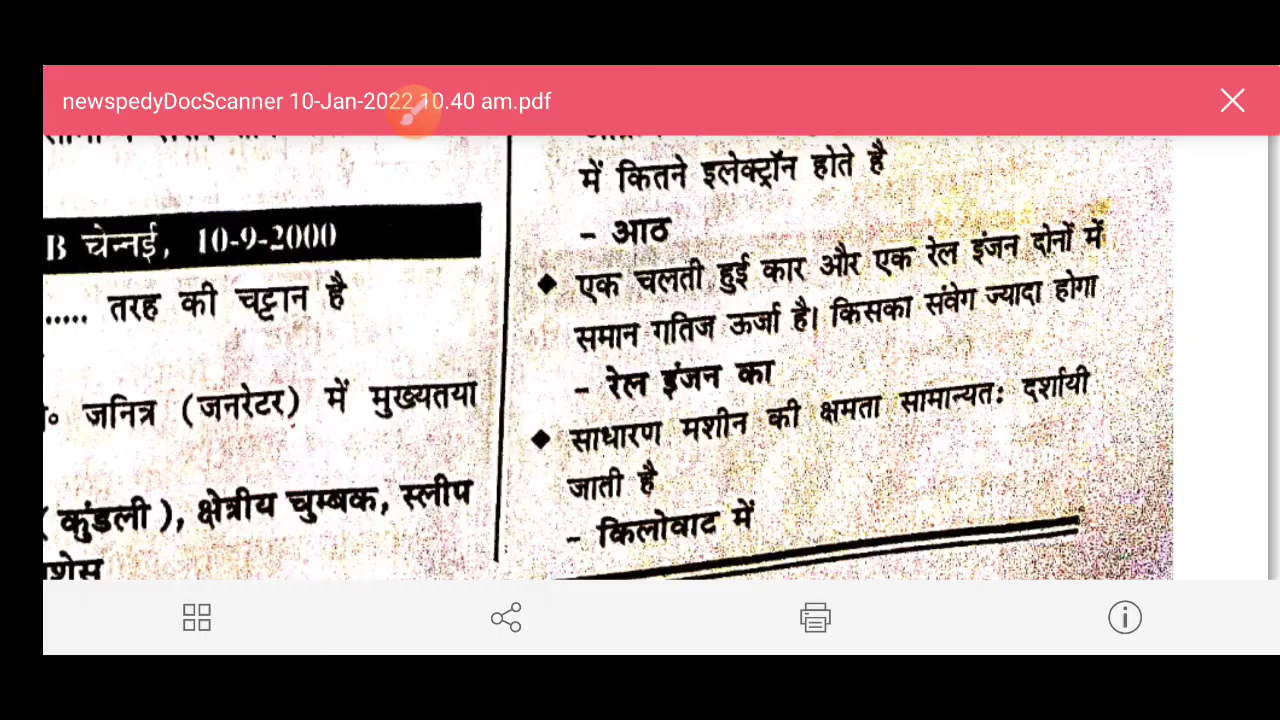 newspedyDocScanner 10-Jan-2022 10.40 am.pdf
B चेन्नई, 10-9-2000
..... तरह की चट्टान है
जनित्र (जनरेटर) में मुख्यतया
( कुंडली ), क्षेत्रीय चुम्बक, स्लीप
में कितने इलेक्ट्रॉन होते है
– आठ
◆ एक चलती हुई कार और एक रेल इंजन दोनों में
समान गतिज ऊर्जा है। किसका संवेग ज्यादा होगा
– रेल इंजन का
◆ साधारण मशीन की क्षमता सामान्यत: दर्शायी
जाती है
– किलोवाट में